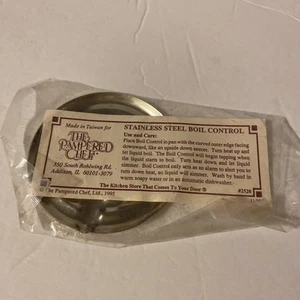 Made in Taiwan for
THE
PAMPERED
CHEF
350 South Rohlwing Rd.
Addison, IL 60101-3079
© The Pampered Chef, Ltd., 1995
STAINLESS STEEL BOIL CONTROL
Use and Care:
Place Boil Control in pan with the curved outer edge facing
downward, like an upside down saucer. Turn heat up and
let liquid boil. The Boil Control will begin tapping when
the liquid starts to boil. Turn heat down, and let liquid
simmer. Boil Control only acts as an alarm to alert you to
turn down heat, so liquid will simmer. Wash by hand in
warm soapy water or in an automatic dishwasher.
The Kitchen Store That Comes To Your Door ®
#2528